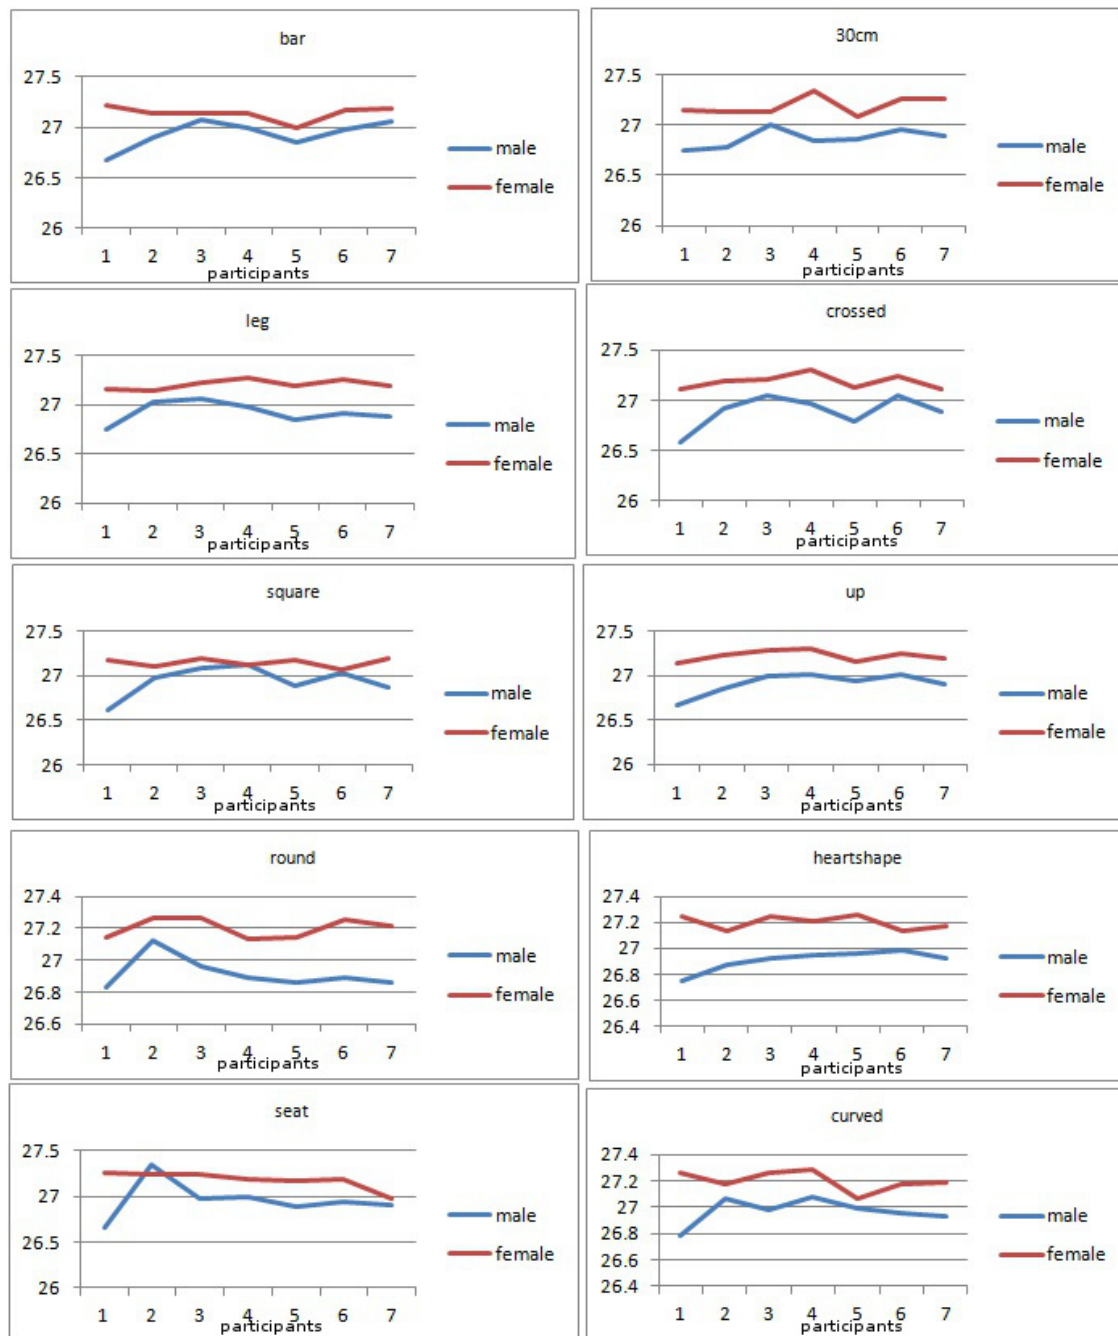 bar
27.5
27
26.5
26
1 2 3 4 5 6 7
participants
male
female
30cm
27.5
27
26.5
26
1 2 3 4 5 6 7
participants
male
female
leg
27.5
27
26.5
26
1 2 3 4 5 6 7
participants
male
female
crossed
27.5
27
26.5
26
1 2 3 4 5 6 7
participants
male
female
square
27.5
27
26.5
26
1 2 3 4 5 6 7
participants
male
female
up
27.5
27
26.5
26
1 2 3 4 5 6 7
participants
male
female
round
27.4
27.2
27
26.8
26.6
1 2 3 4 5 6 7
participants
male
female
heartshape
27.4
27.2
27
26.8
26.6
26.4
1 2 3 4 5 6 7
participants
male
female
seat
27.5
27
26.5
26
1 2 3 4 5 6 7
participants
male
female
curved
27.4
27.2
27
26.8
26.6
26.4
1 2 3 4 5 6 7
participants
male
female